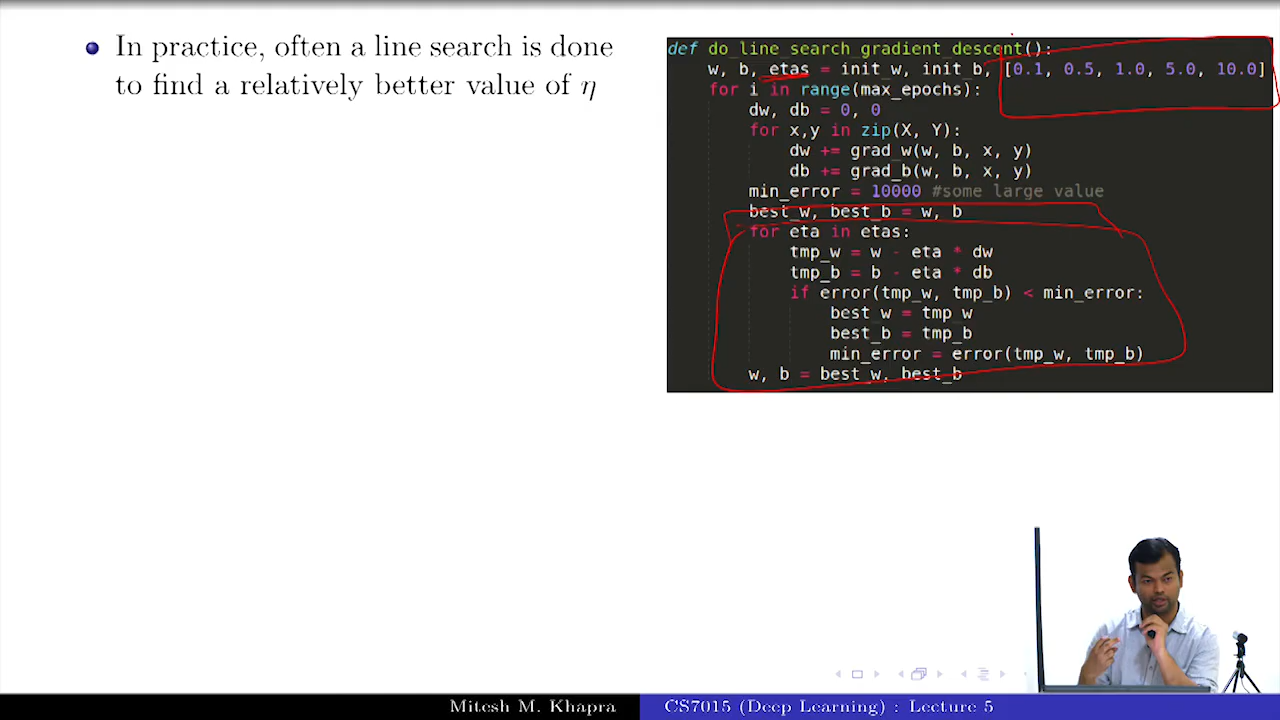 In practice, often a line search is done
to find a relatively better value of η
def do_line_search_gradient_descent():
w, b, etas = init_w, init_b, [0.1, 0.5, 1.0, 5.0, 10.0]
for i in range(max_epochs):
dw, db = 0, 0
for x,y in zip(X, Y):
dw += grad_w(w, b, x, y)
db += grad_b(w, b, x, y)
min_error = 10000 #some large value
best_w, best_b = w, b
for eta in etas:
tmp_w = w - eta * dw
tmp_b = b - eta * db
if error(tmp_w, tmp_b) < min_error:
best_w = tmp_w
best_b = tmp_b
min_error = error(tmp_w, tmp_b)
w, b = best_w, best_b
Mitesh M. Khapra CS7015 (Deep Learning) : Lecture 5